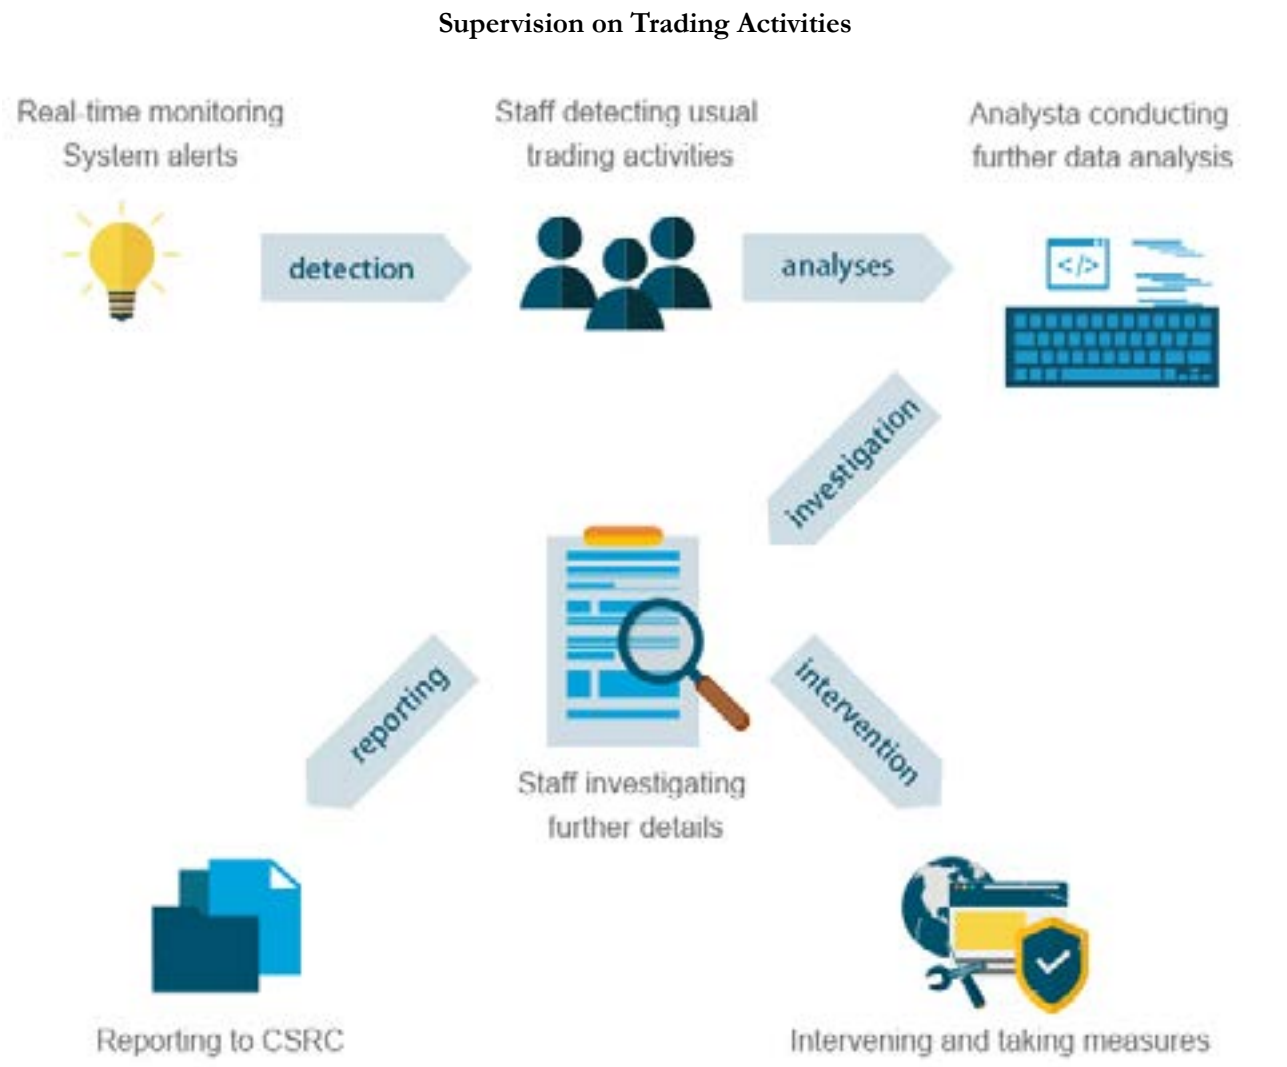 Supervision on Trading Activities
Real-time monitoring
System alerts
Staff detecting usual
trading activities
Analysta conducting
further data analysis
detection
analyses
</>
investigation
reporting
intervention
Staff investigating
further details
Reporting to CSRC
Intervening and taking measures